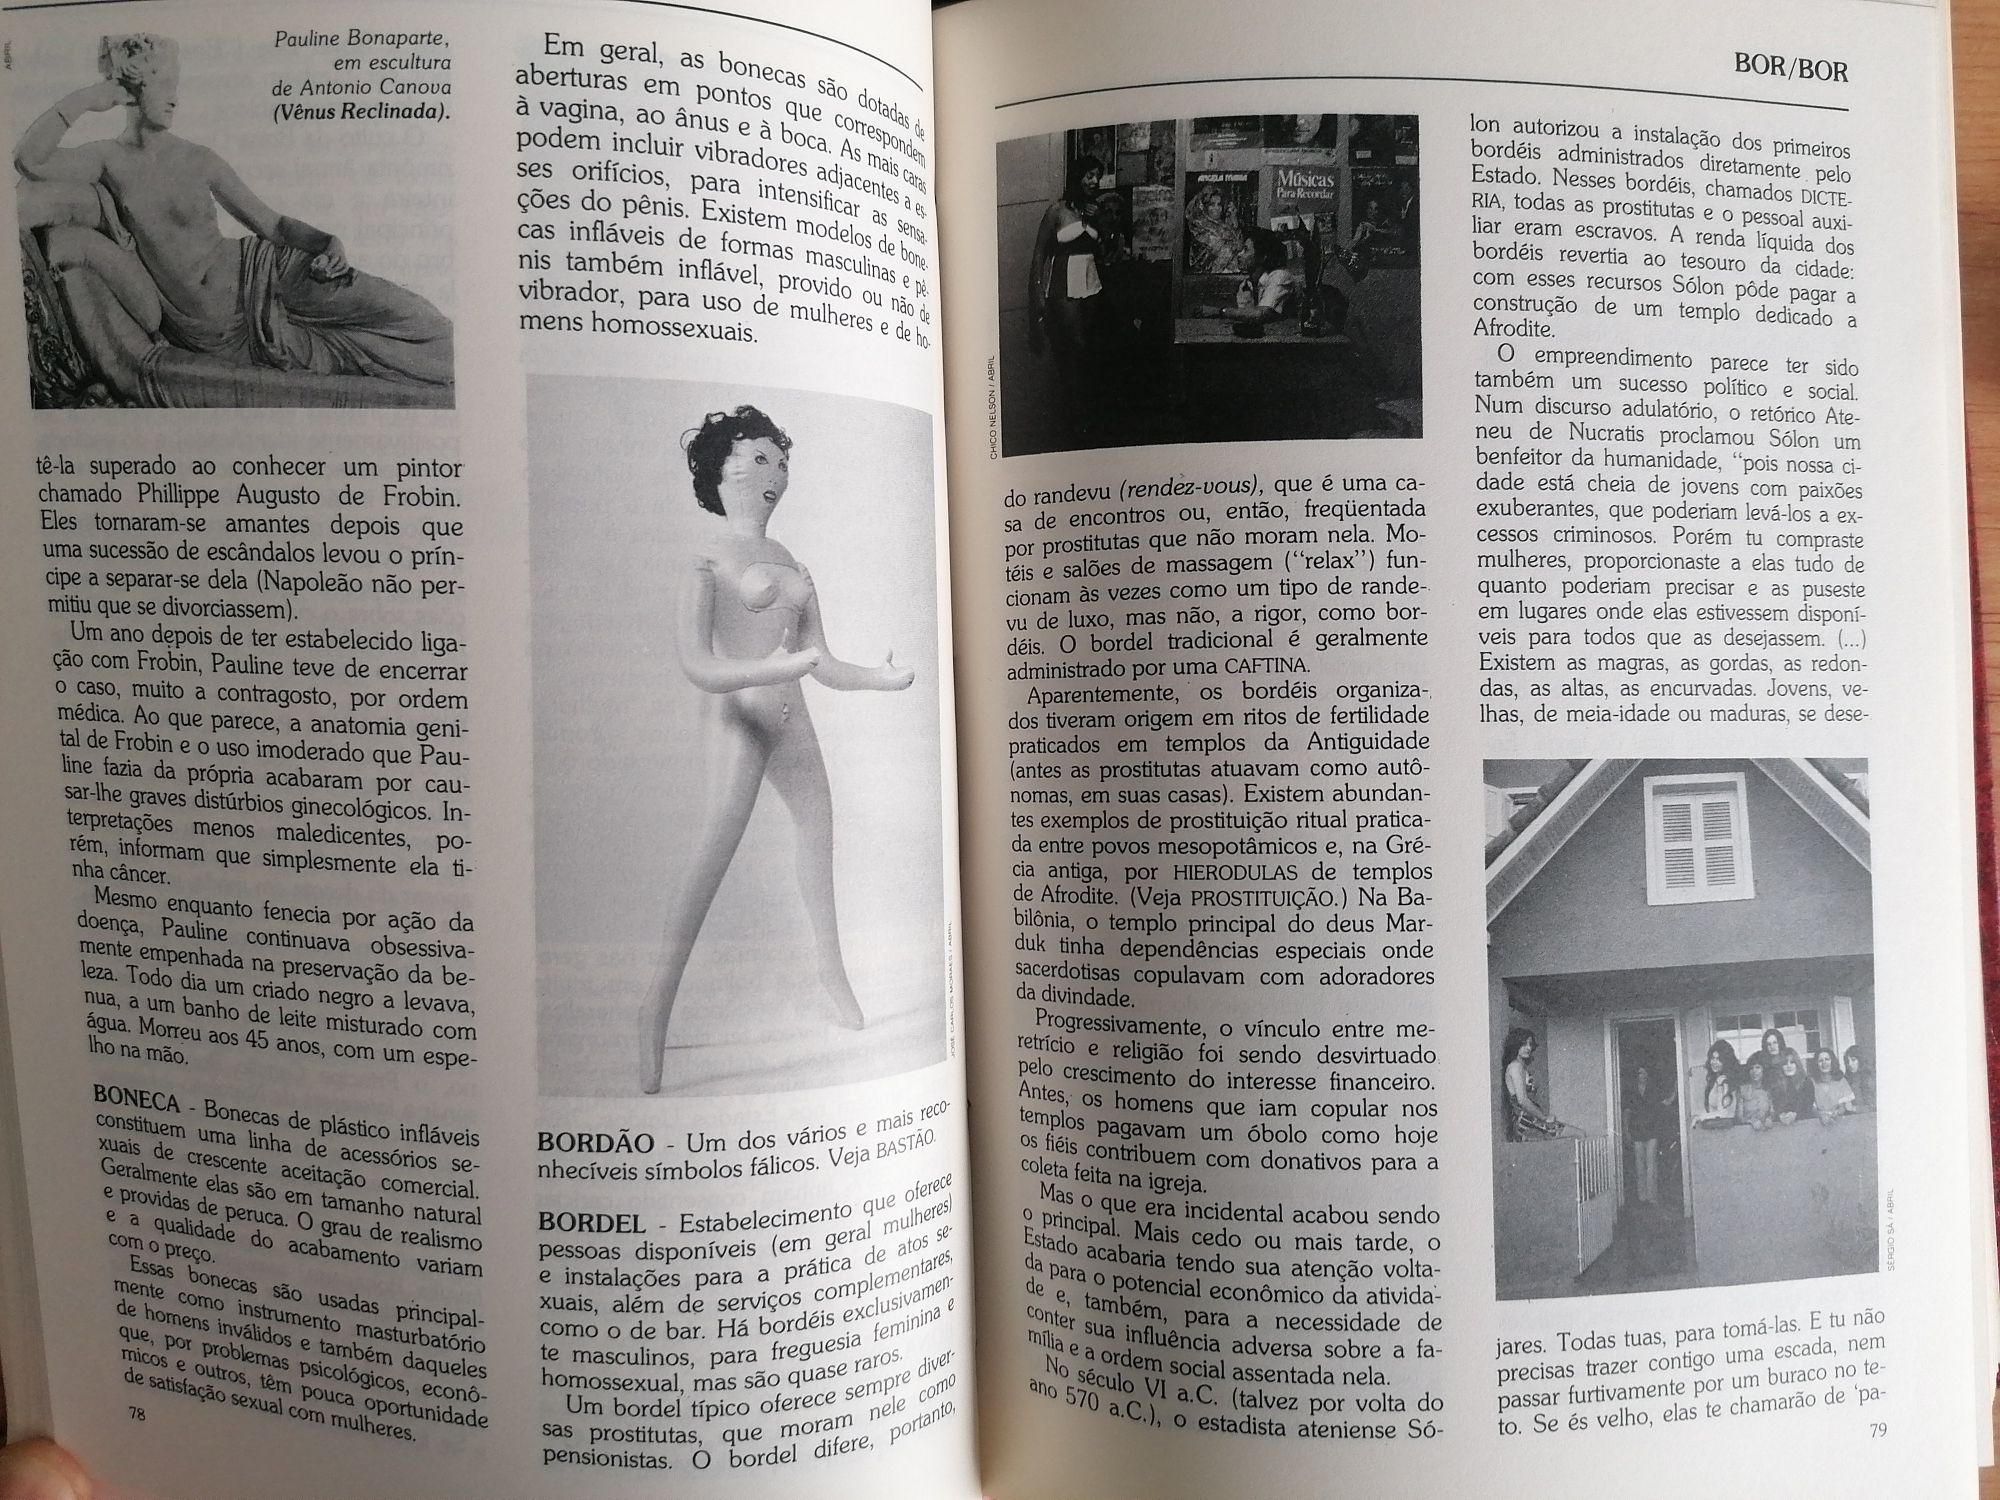 ABRIL
Pauline Bonaparte,
em escultura
de Antonio Canova
(Vênus Reclinada).
tê-la superado ao conhecer um pintor
chamado Phillippe Augusto de Frobin.
Eles tornaram-se amantes depois que
uma sucessão de escândalos levou o prín-
cipe a separar-se dela (Napoleão não per-
mitiu que se divorciassem).
Um ano depois de ter estabelecido liga-
ção com Frobin, Pauline teve de encerrar
o caso, muito a contragosto, por ordem
médica. Ao que parece, a anatomia geni-
tal de Frobin e o uso imoderado que Pau-
line fazia da própria acabaram por cau-
sar-lhe graves distúrbios ginecológicos. In-
terpretações menos maledicentes, po-
rém, informam que simplesmente ela ti-
nha câncer.
Mesmo enquanto fenecia por ação da
doença, Pauline continuava obsessiva-
mente empenhada na preservação da be-
leza. Todo dia um criado negro a levava,
nua, a um banho de leite misturado com
água. Morreu aos 45 anos, com um espe-
lho na mão.
BONECA - Bonecas de plástico infláveis
constituem uma linha de acessórios se-
xuais de crescente aceitação comercial.
Geralmente elas são em tamanho natural
e providas de peruca. O grau de realismo
e a qualidade do acabamento variam
com o preço.
Essas bonecas são usadas principal-
mente como instrumento masturbatório
de homens inválidos e também daqueles
que, por problemas psicológicos, econô-
micos e outros, têm pouca oportunidade
de satisfação sexual com mulheres.
78
Em geral, as bonecas são dotadas de
aberturas em pontos que correspondem
à vagina, ao ânus e à boca. As mais caras
podem incluir vibradores adjacentes a es-
ses orifícios, para intensificar as sensa-
ções do pênis. Existem modelos de bone-
cas infláveis de formas masculinas e pê-
nis também inflável, provido ou não de
vibrador, para uso de mulheres e de ho-
mens homossexuais.
JOSÉ CARLOS MORAES / ABRIL
BORDÃO - Um dos vários e mais reco-
nhecíveis símbolos fálicos. Veja BASTÃO.
BORDEL - Estabelecimento que oferece
pessoas disponíveis (em geral mulheres)
e instalações para a prática de atos se-
xuais, além de serviços complementares,
como o de bar. Há bordéis exclusivamen-
te masculinos, para freguesia feminina e
homossexual, mas são quase raros.
Um bordel típico oferece sempre diver-
sas prostitutas, que moram nele como
pensionistas. O bordel difere, portanto,
BOR/BOR
ANGELA MARIA
Músicas
Para Recordar
CHICO NELSON / ABRIL
do randevu (rendez-vous), que é uma ca-
sa de encontros ou, então, freqüentada
por prostitutas que não moram nela. Mo-
téis e salões de massagem (“relax”) fun-
cionam às vezes como um tipo de rande-
vu de luxo, mas não, a rigor, como bor-
déis. O bordel tradicional é geralmente
administrado por uma CAFTINA.
Aparentemente, os bordéis organiza-
dos tiveram origem em ritos de fertilidade
praticados em templos da Antiguidade
(antes as prostitutas atuavam como autô-
nomas, em suas casas). Existem abundan-
tes exemplos de prostituição ritual pratica-
da entre povos mesopotâmicos e, na Gré-
cia antiga, por HIERODULAS de templos
de Afrodite. (Veja PROSTITUIÇÃO.) Na Ba-
bilônia, o templo principal do deus Mar-
duk tinha dependências especiais onde
sacerdotisas copulavam com adoradores
da divindade.
Progressivamente, o vínculo entre me-
retrício e religião foi sendo desvirtuado
pelo crescimento do interesse financeiro.
Antes, os homens que iam copular nos
templos pagavam um óbolo como hoje
os fiéis contribuem com donativos para a
coleta feita na igreja.
Mas o que era incidental acabou sendo
o principal. Mais cedo ou mais tarde, o
Estado acabaria tendo sua atenção volta-
da para o potencial econômico da ativida-
de e, também, para a necessidade de
conter sua influência adversa sobre a fa-
mília e a ordem social assentada nela.
No século VI a.C. (talvez por volta do
ano 570 a.C.), o estadista ateniense Só-
lon autorizou a instalação dos primeiros
bordéis administrados diretamente pelo
Estado. Nesses bordéis, chamados DICTE-
RIA, todas as prostitutas e o pessoal auxi-
liar eram escravos. A renda líquida dos
bordéis revertia ao tesouro da cidade:
com esses recursos Sólon pôde pagar a
construção de um templo dedicado a
Afrodite.
O empreendimento parece ter sido
também um sucesso político e social.
Num discurso adulatório, o retórico Ate-
neu de Nucratis proclamou Sólon um
benfeitor da humanidade, “pois nossa ci-
dade está cheia de jovens com paixões
exuberantes, que poderiam levá-los a ex-
cessos criminosos. Porém tu compraste
mulheres, proporcionaste a elas tudo de
quanto poderiam precisar e as puseste
em lugares onde elas estivessem disponí-
veis para todos que as desejassem. (...)
Existem as magras, as gordas, as redon-
das, as altas, as encurvadas. Jovens, ve-
lhas, de meia-idade ou maduras, se dese-
SÉRGIO SÁ / ABRIL
jares. Todas tuas, para tomá-las. E tu não
precisas trazer contigo uma escada, nem
passar furtivamente por um buraco no te-
to. Se és velho, elas te chamarão de ‘pa-
79